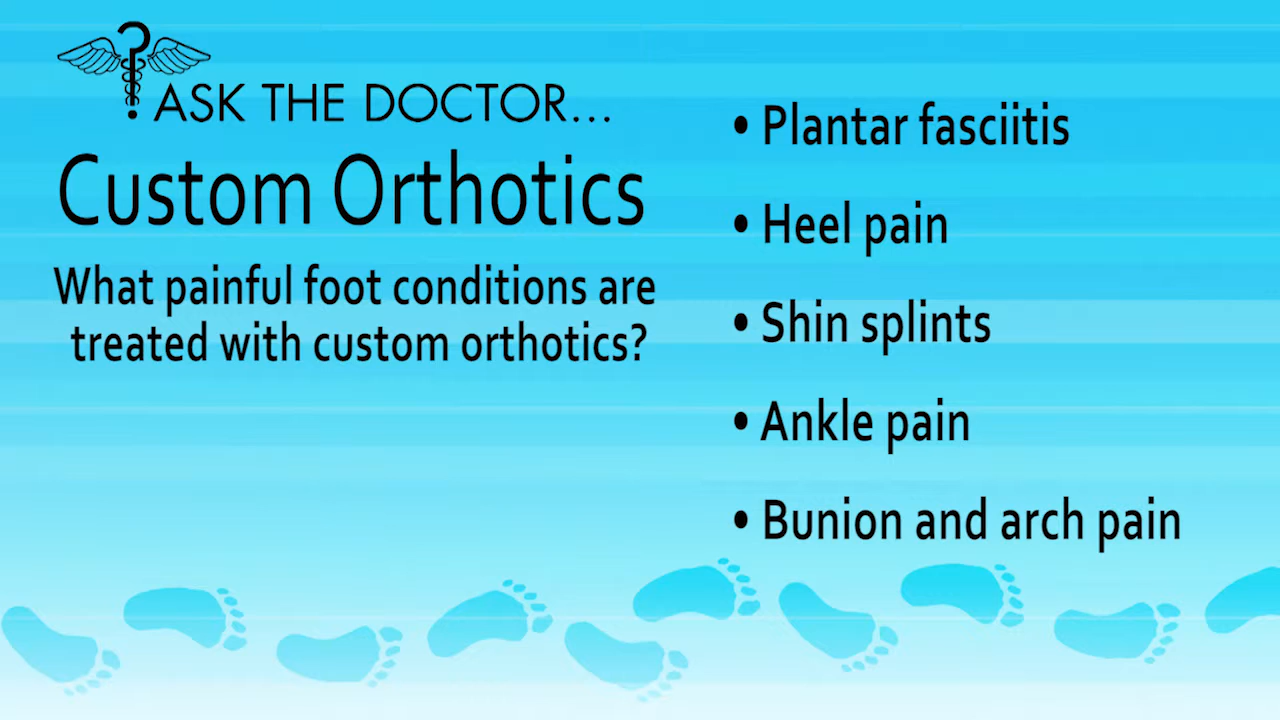 ASK THE DOCTOR...
Custom Orthotics
What painful foot conditions are
treated with custom orthotics?
• Plantar fasciitis
• Heel pain
• Shin splints
• Ankle pain
• Bunion and arch pain